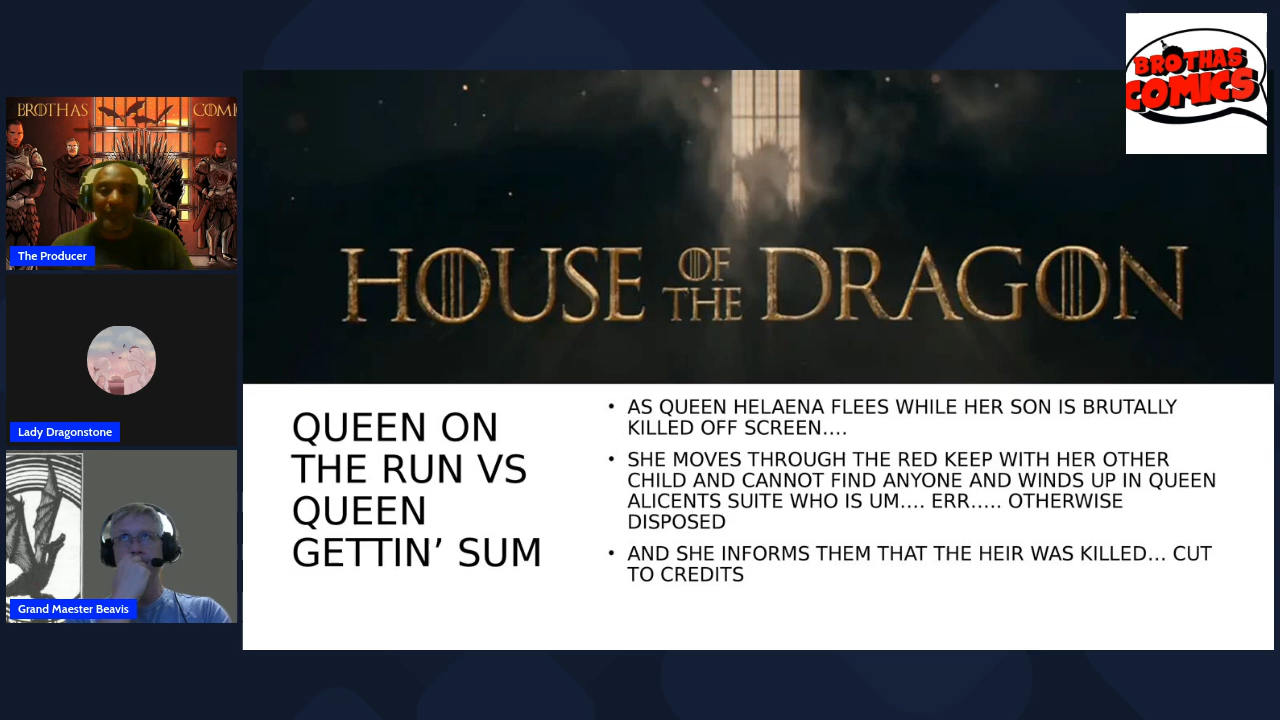 BROTHAS
COMICS
BROTHAS COMI
The Producer
Lady Dragonstone
Grand Maester Beavis
HOUSE OF THE DRAGON
QUEEN ON
THE RUN VS
QUEEN
GETTIN’ SUM
• AS QUEEN HELAENA FLEES WHILE HER SON IS BRUTALLY
KILLED OFF SCREEN….
• SHE MOVES THROUGH THE RED KEEP WITH HER OTHER
CHILD AND CANNOT FIND ANYONE AND WINDS UP IN QUEEN
ALICENTS SUITE WHO IS UM…. ERR….. OTHERWISE
DISPOSED
• AND SHE INFORMS THEM THAT THE HEIR WAS KILLED… CUT
TO CREDITS